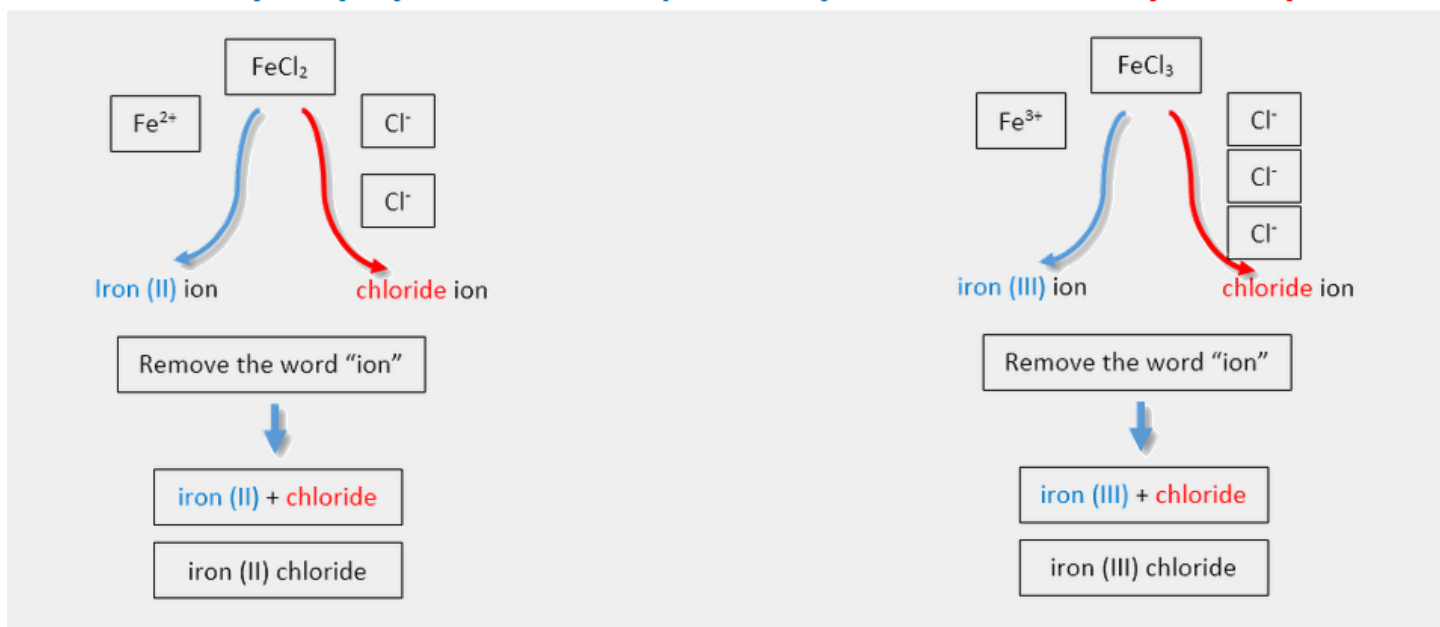 FeCl₂
Fe²⁺
Cl⁻
Cl⁻
Iron (II) ion
chloride ion
Remove the word “ion”
iron (II) + chloride
iron (II) chloride
FeCl₃
Fe³⁺
Cl⁻
Cl⁻
Cl⁻
iron (III) ion
chloride ion
Remove the word “ion”
iron (III) + chloride
iron (III) chloride